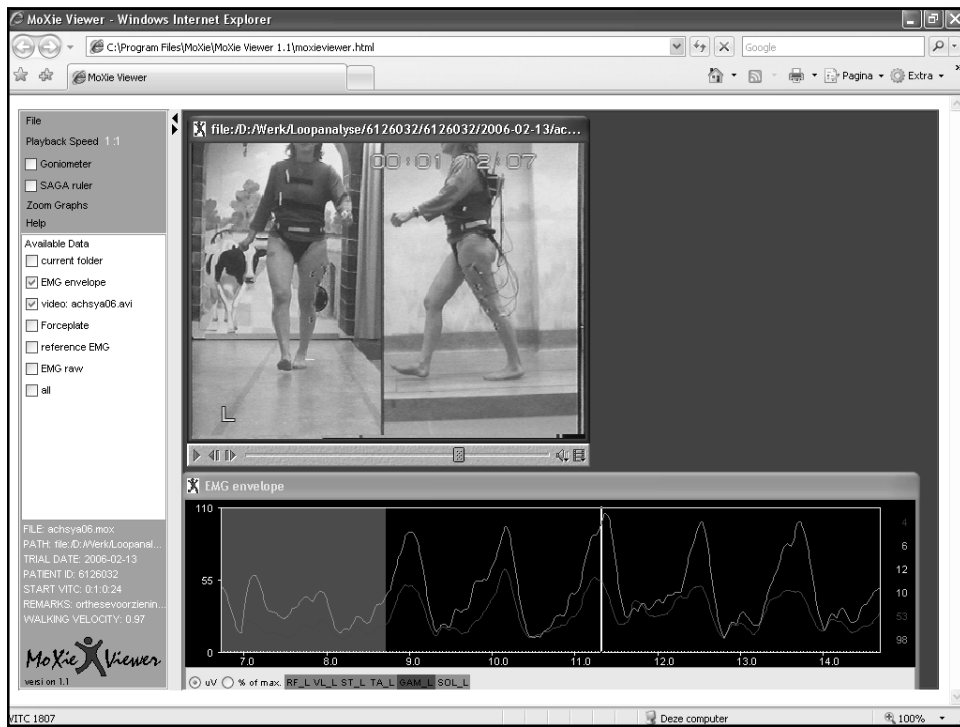 MoXie Viewer - Windows Internet Explorer
C:\Program Files\MoXie\MoXie Viewer 1.1\moxieviewer.html
Google
MoXie Viewer
Pagina
Extra
»
File
Playback Speed 1:1
Goniometer
SAGA ruler
Zoom Graphs
Help
Available Data
current folder
EMG envelope
video: achsya06.avi
Forceplate
reference EMG
EMG raw
all
FILE: achsya06.mox
PATH: file:/D:/Werk/Loopanal...
TRIAL DATE: 2006-02-13
PATIENT ID: 6126032
START VITC: 0:1:0:24
REMARKS: orthesevoorzienin...
WALKING VELOCITY: 0.97
MoXie Viewer
version 1.1
file:/D:/Werk/Loopanalyse/6126032/6126032/2006-02-13/ac...
00:01 12/07
L
EMG envelope
110
55
0
7.0 8.0 9.0 10.0 11.0 12.0 13.0 14.0
4
6
12
10
53
98
uV % of max. RF_L VL_L ST_L TA_L GAM_L SOL_L
VITC 1807
Deze computer
100%